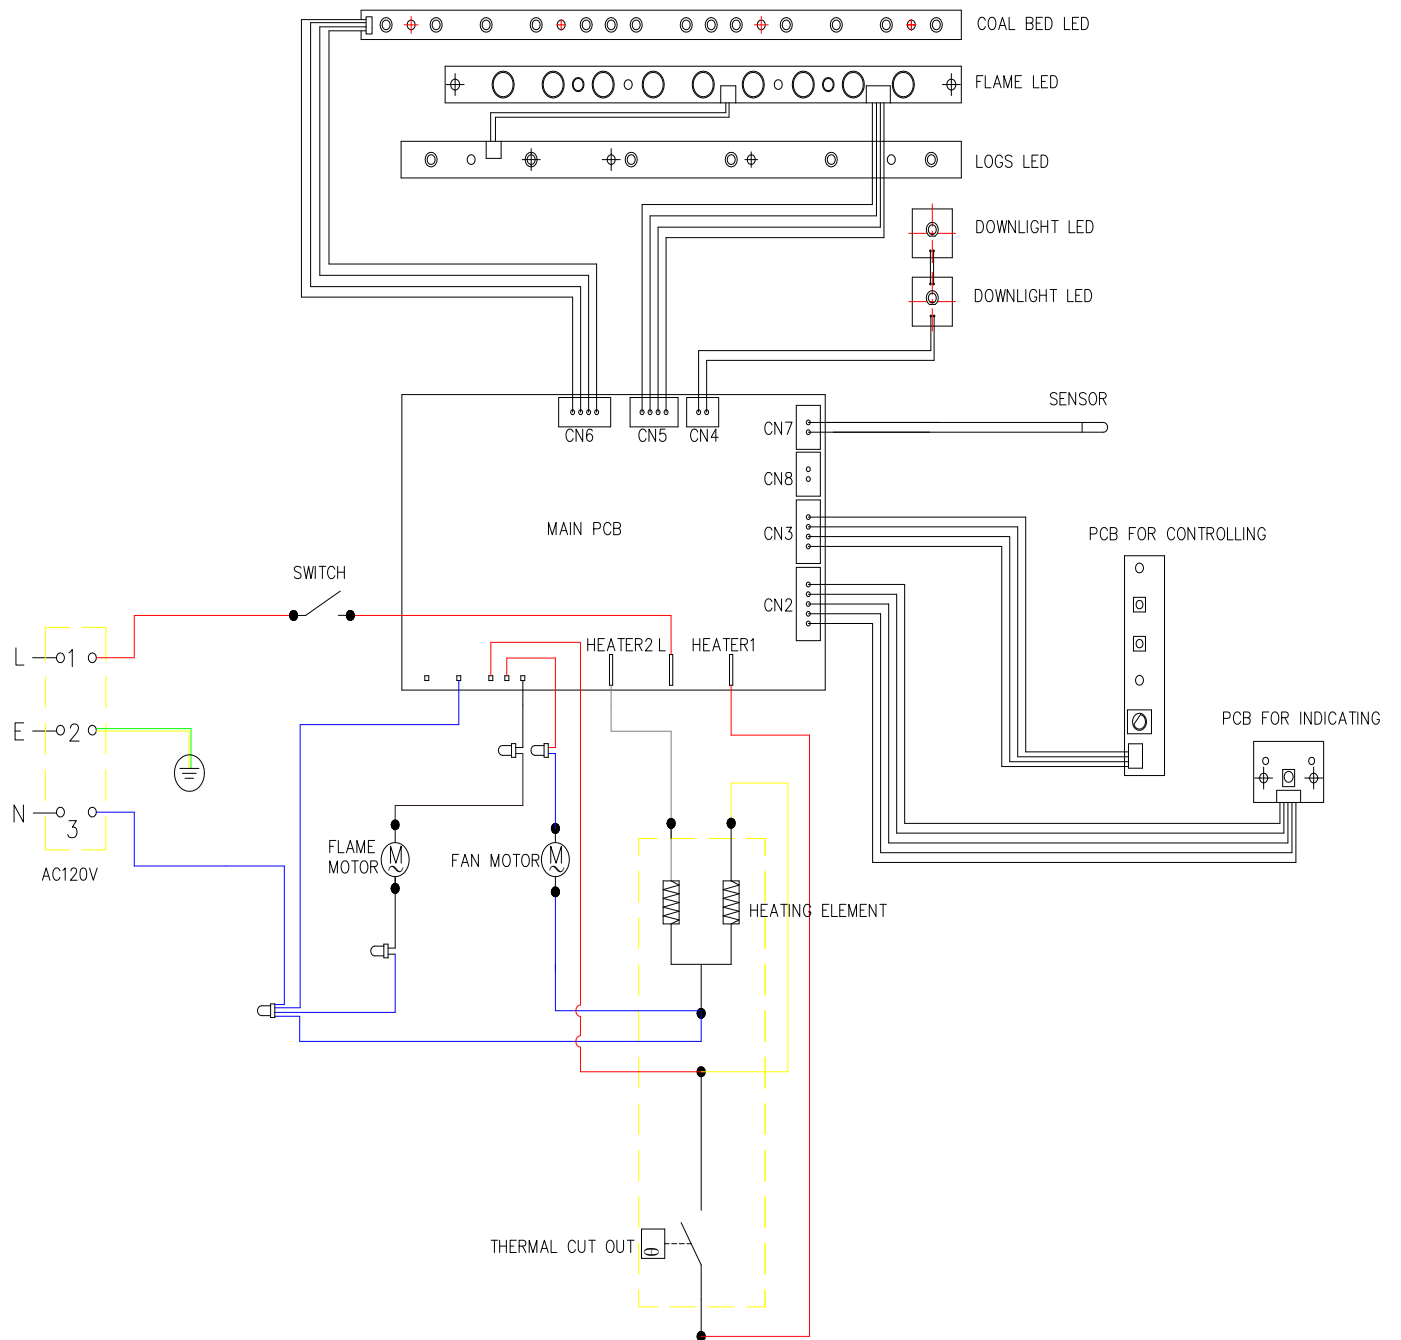 COAL BED LED
FLAME LED
LOGS LED
DOWNLIGHT LED
DOWNLIGHT LED
SENSOR
CN6
CN5
CN4
CN7
CN8
MAIN PCB
CN3
PCB FOR CONTROLLING
SWITCH
CN2
HEATER2 L
HEATER1
L
1
E
2
PCB FOR INDICATING
N
3
AC120V
FLAME
MOTOR
M
~
FAN MOTOR
M
~
HEATING ELEMENT
THERMAL CUT OUT
θ